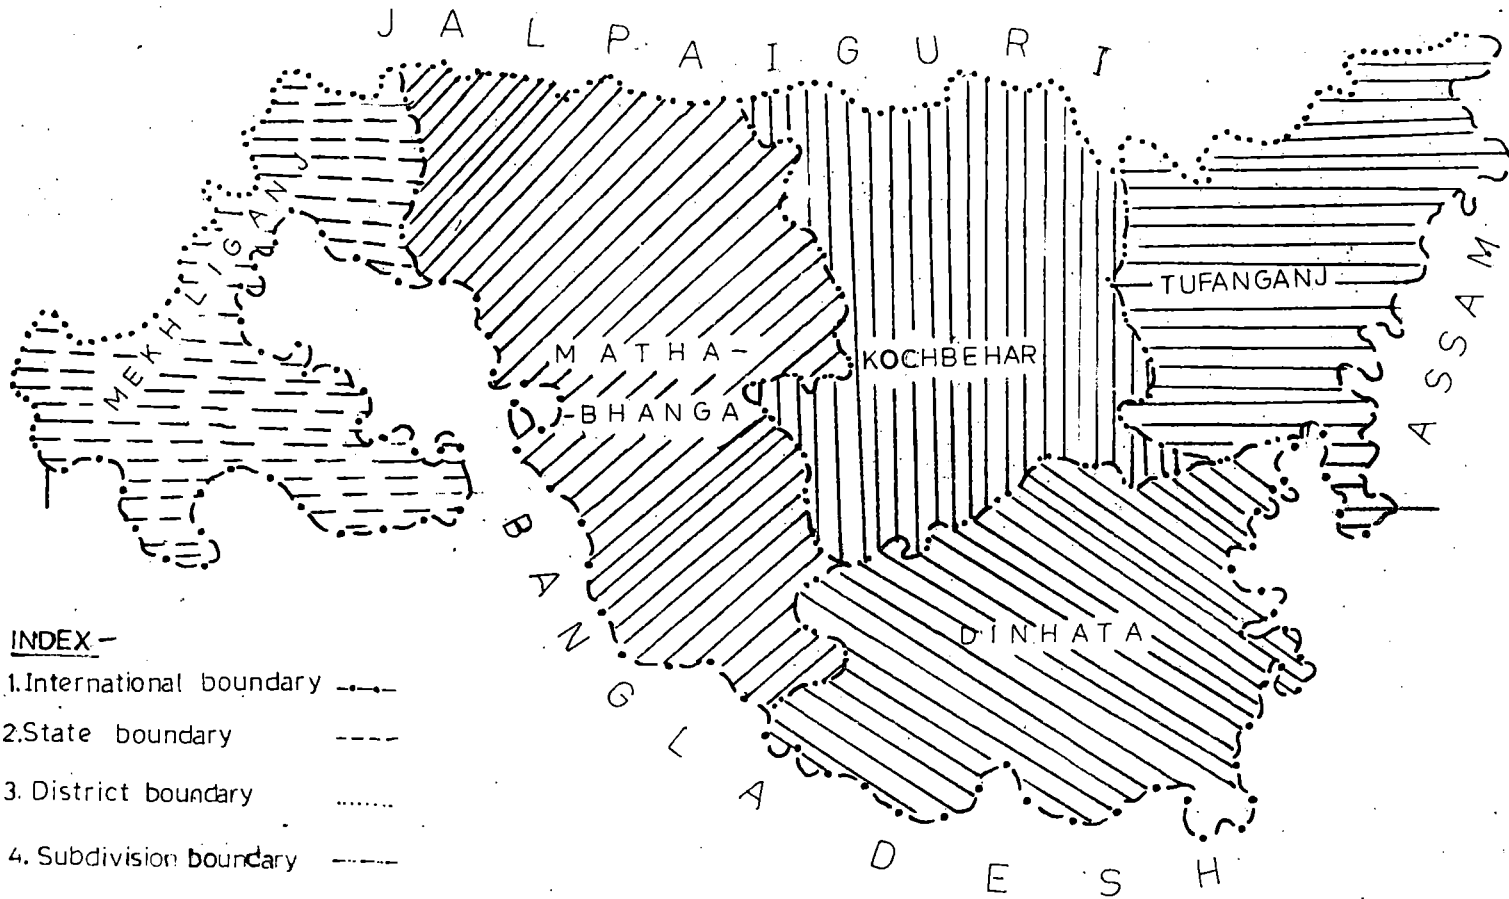 JALPAIGURI
MEKHLIGANJ
TUFANGANJ
ASSAM
MATHA-
KOCHBEHAR
-BHANGA
BANGLADESH
DINHATA
INDEX-
1.International boundary
2.State boundary
3. District boundary
4. Subdivision boundary